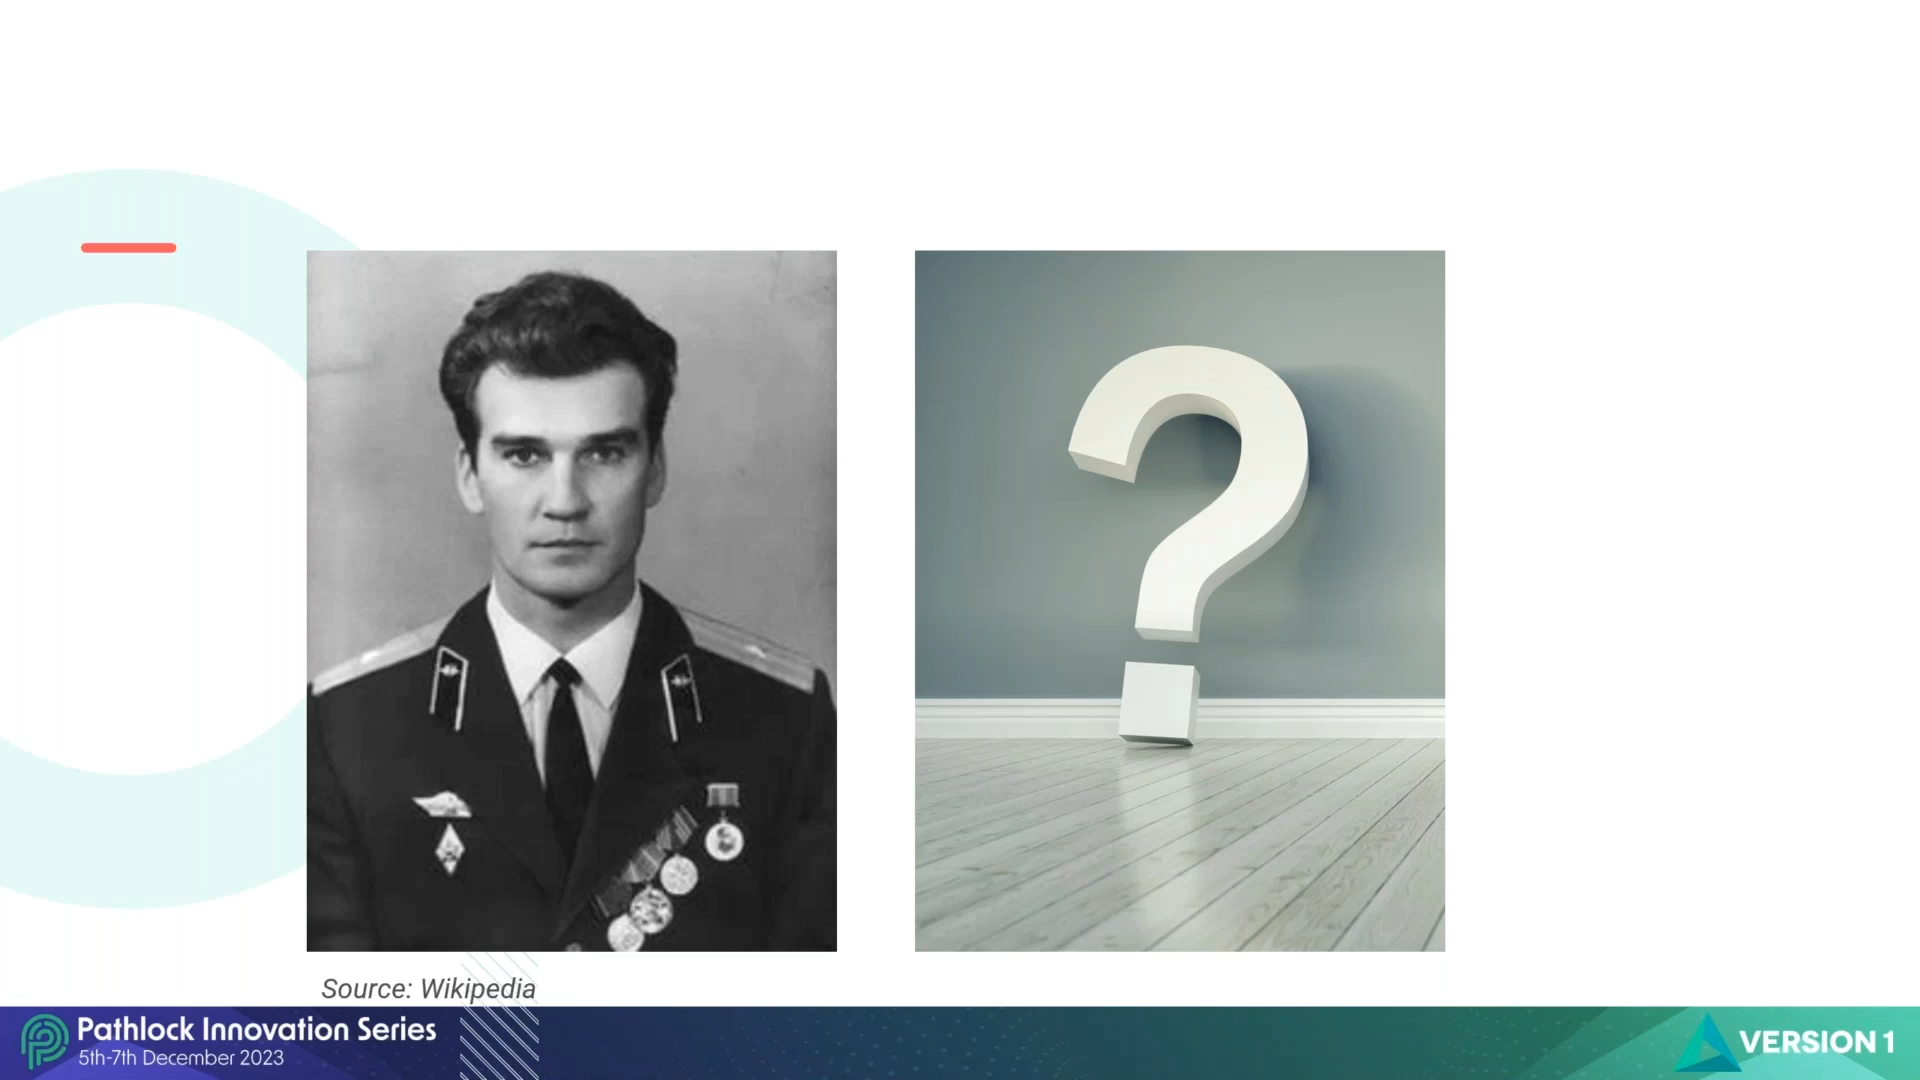 Source: Wikipedia
Pathlock Innovation Series
5th-7th December 2023
VERSION 1